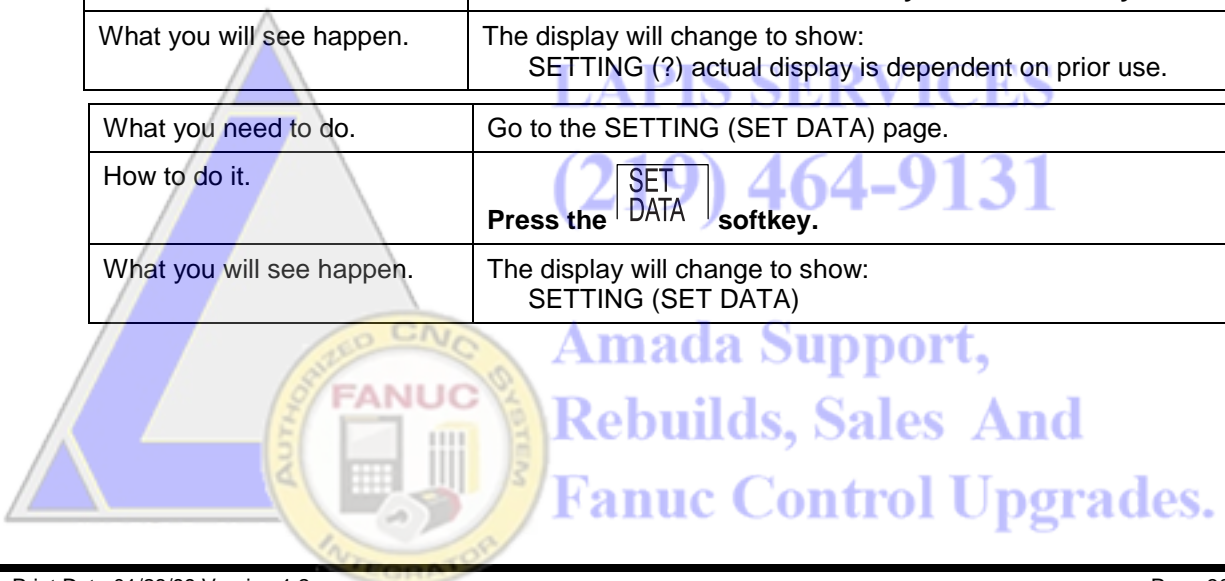 What you will see happen. The display will change to show:
SETTING (?) actual display is dependent on prior use.
LAPIS SERVICES
What you need to do. Go to the SETTING (SET DATA) page.
(219) 464-9131
How to do it. Press the SET DATA softkey.
What you will see happen. The display will change to show:
SETTING (SET DATA)
Amada Support,
Rebuilds, Sales And
Fanuc Control Upgrades.
AUTHORIZED CNC SYSTEM INTEGRATOR
FANUC